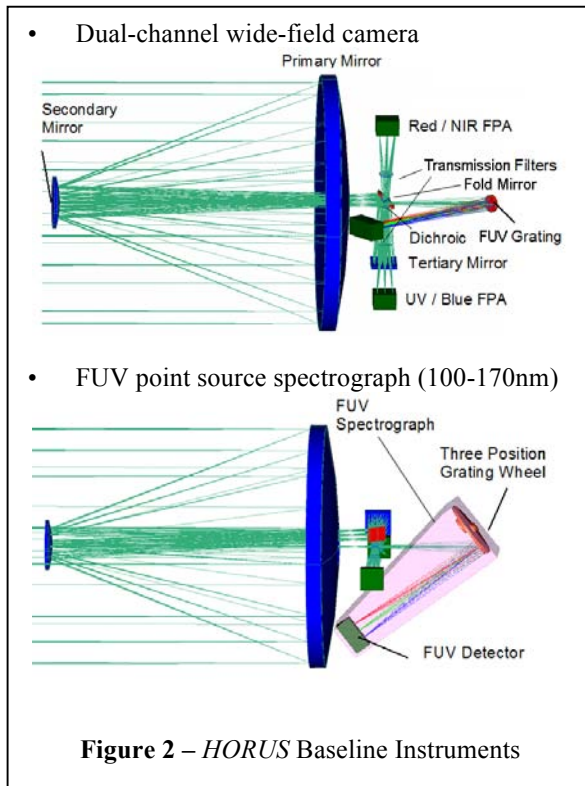 • Dual-channel wide-field camera
Primary Mirror
Secondary
Mirror
Red / NIR FPA
Transmission Filters
Fold Mirror
Dichroic
FUV Grating
Tertiary Mirror
UV / Blue FPA
• FUV point source spectrograph (100-170nm)
FUV
Spectrograph
Three Position
Grating Wheel
FUV Detector
Figure 2 – HORUS Baseline Instruments